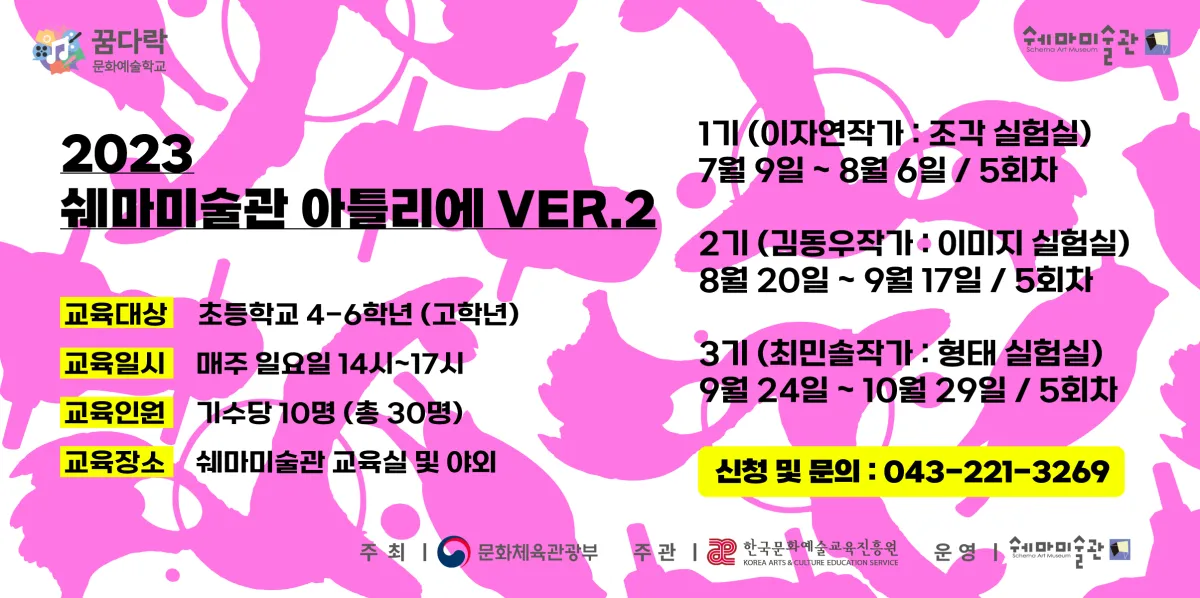 꿈다락
문화예술학교
쉐마미술관
Schema Art Museum
2023
쉐마미술관 아틀리에 VER.2
교육대상 초등학교 4-6학년 (고학년)
교육일시 매주 일요일 14시~17시
교육인원 기수당 10명 (총 30명)
교육장소 쉐마미술관 교육실 및 야외
1기 (이자연작가 : 조각 실험실)
7월 9일 ~ 8월 6일 / 5회차
2기 (김동우작가 : 이미지 실험실)
8월 20일 ~ 9월 17일 / 5회차
3기 (최민솔작가 : 형태 실험실)
9월 24일 ~ 10월 29일 / 5회차
신청 및 문의 : 043-221-3269
주최 | 문화체육관광부 주관 | 한국문화예술교육진흥원 운영 | 쉐마미술관
KOREA ARTS & CULTURE EDUCATION SERVICE Schema Art Museum